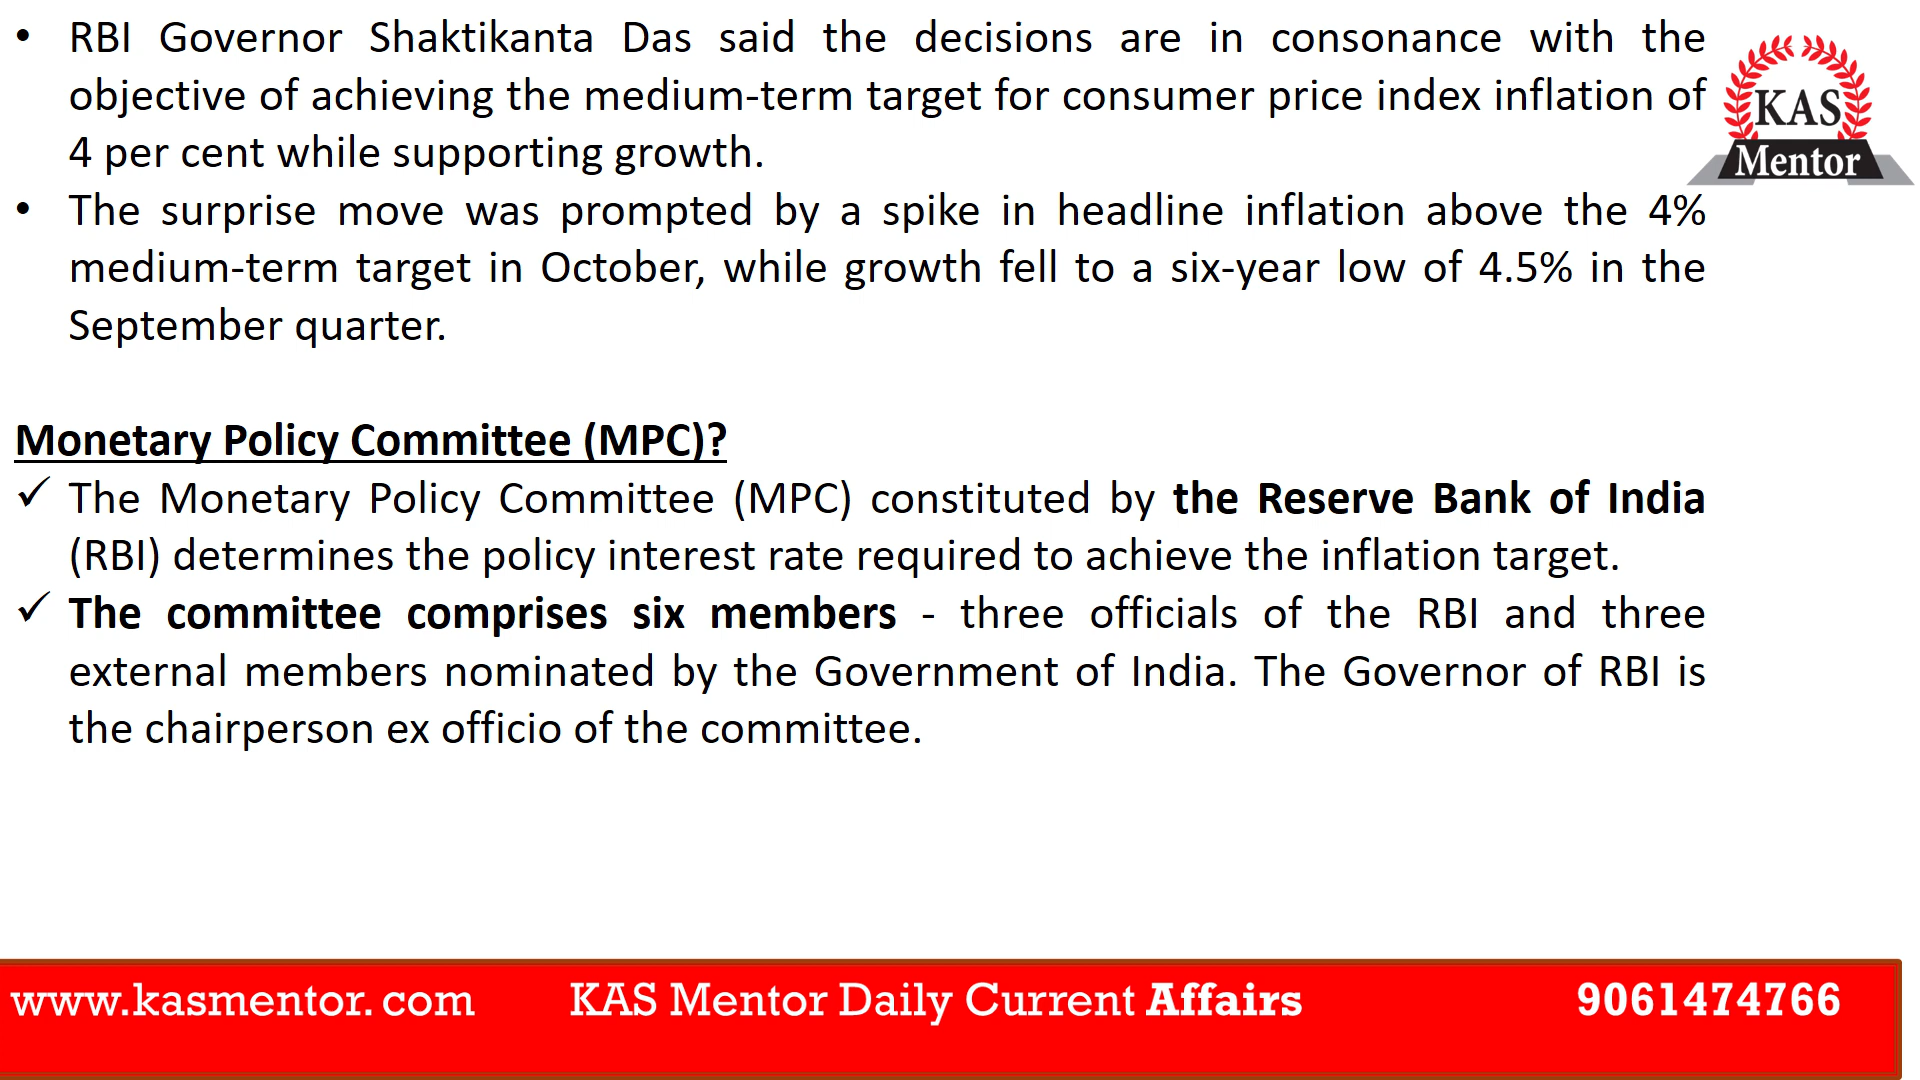 • RBI Governor Shaktikanta Das said the decisions are in consonance with the
objective of achieving the medium-term target for consumer price index inflation of
4 per cent while supporting growth.
• The surprise move was prompted by a spike in headline inflation above the 4%
medium-term target in October, while growth fell to a six-year low of 4.5% in the
September quarter.
KAS
Mentor
Monetary Policy Committee (MPC)?
✓ The Monetary Policy Committee (MPC) constituted by the Reserve Bank of India
(RBI) determines the policy interest rate required to achieve the inflation target.
✓ The committee comprises six members - three officials of the RBI and three
external members nominated by the Government of India. The Governor of RBI is
the chairperson ex officio of the committee.
www.kasmentor. com KAS Mentor Daily Current Affairs 9061474766